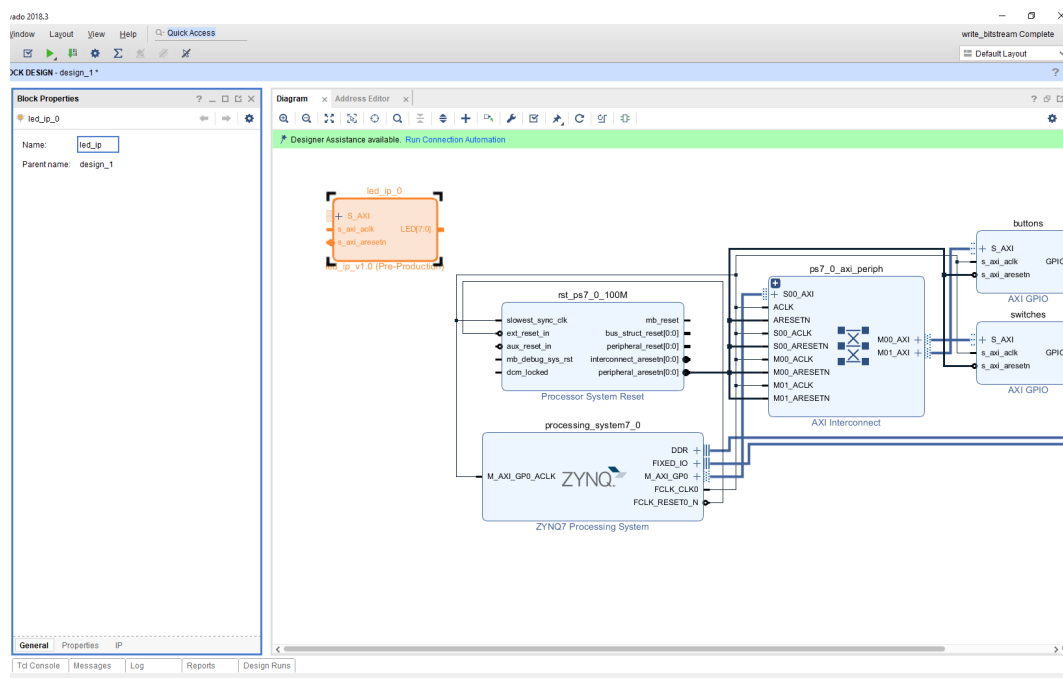 vado 2018.3
Window Layout View Help Quick Access
write_bitstream Complete
Default Layout
OCK DESIGN - design_1 *
?
Block Properties
?
led_ip_0
Name: led_ip
Parent name: design_1
General Properties IP
Diagram
Address Editor
?
Designer Assistance available. Run Connection Automation
led_ip_0
S_AXI
s_axi_aclk LED[7:0]
s_axi_aresetn
led_ip_v1.0 (Pre-Production)
rst_ps7_0_100M
slowest_sync_clk mb_reset
ext_reset_in bus_struct_reset[0:0]
aux_reset_in peripheral_reset[0:0]
mb_debug_sys_rst interconnect_aresetn[0:0]
dcm_locked peripheral_aresetn[0:0]
Processor System Reset
processing_system7_0
DDR
FIXED_IO
M_AXI_GP0_ACLK ZYNQ M_AXI_GP0
FCLK_CLK0
FCLK_RESET0_N
ZYNQ7 Processing System
ps7_0_axi_periph
S00_AXI
ACLK
ARESETN
S00_ACLK
S00_ARESETN M00_AXI
M00_ACLK M01_AXI
M00_ARESETN
M01_ACLK
M01_ARESETN
AXI Interconnect
buttons
S_AXI
s_axi_aclk GPIO
s_axi_aresetn
AXI GPIO
switches
S_AXI
s_axi_aclk GPIO
s_axi_aresetn
AXI GPIO
Tcl Console Messages Log Reports Design Runs